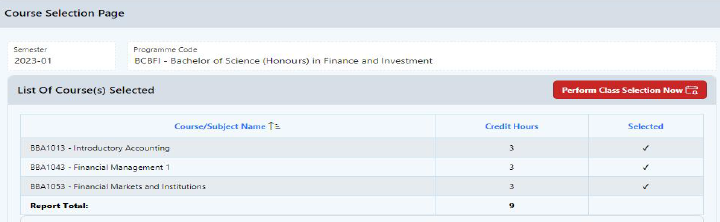 Course Selection Page
Semester
2023-01
Programme Code
BCBFI - Bachelor of Science (Honours) in Finance and Investment
List Of Course(s) Selected
Perform Class Selection Now
Course/Subject Name Credit Hours Selected
BBA1013 - Introductory Accounting 3 ✓
BBA1043 - Financial Management 1 3 ✓
BBA1053 - Financial Markets and Institutions 3 ✓
Report Total: 9